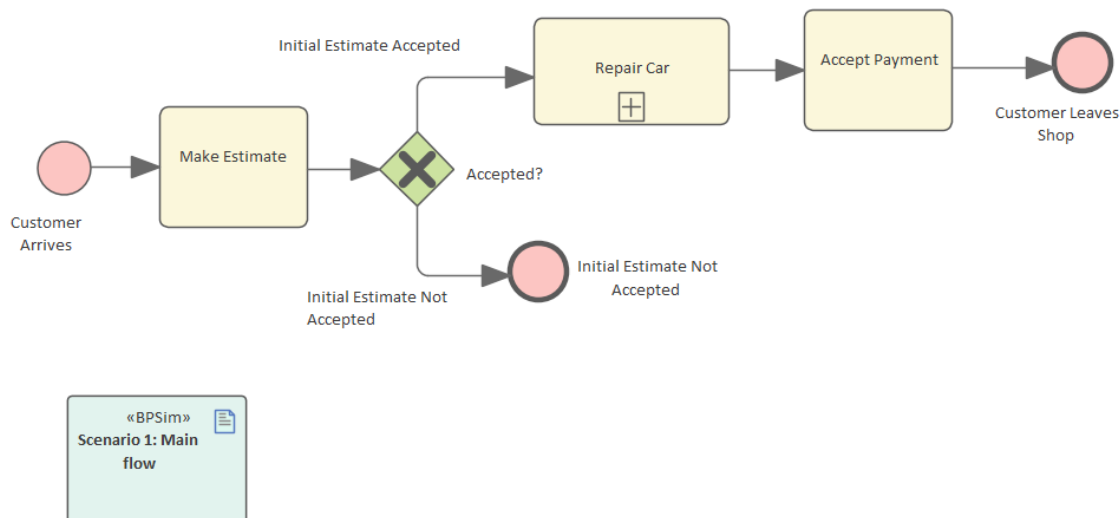 Initial Estimate Accepted
Repair Car
Accept Payment
Customer Leaves
Shop
Make Estimate
Accepted?
Customer
Arrives
Initial Estimate Not
Accepted
Initial Estimate Not
Accepted
«BPSim»
Scenario 1: Main
flow